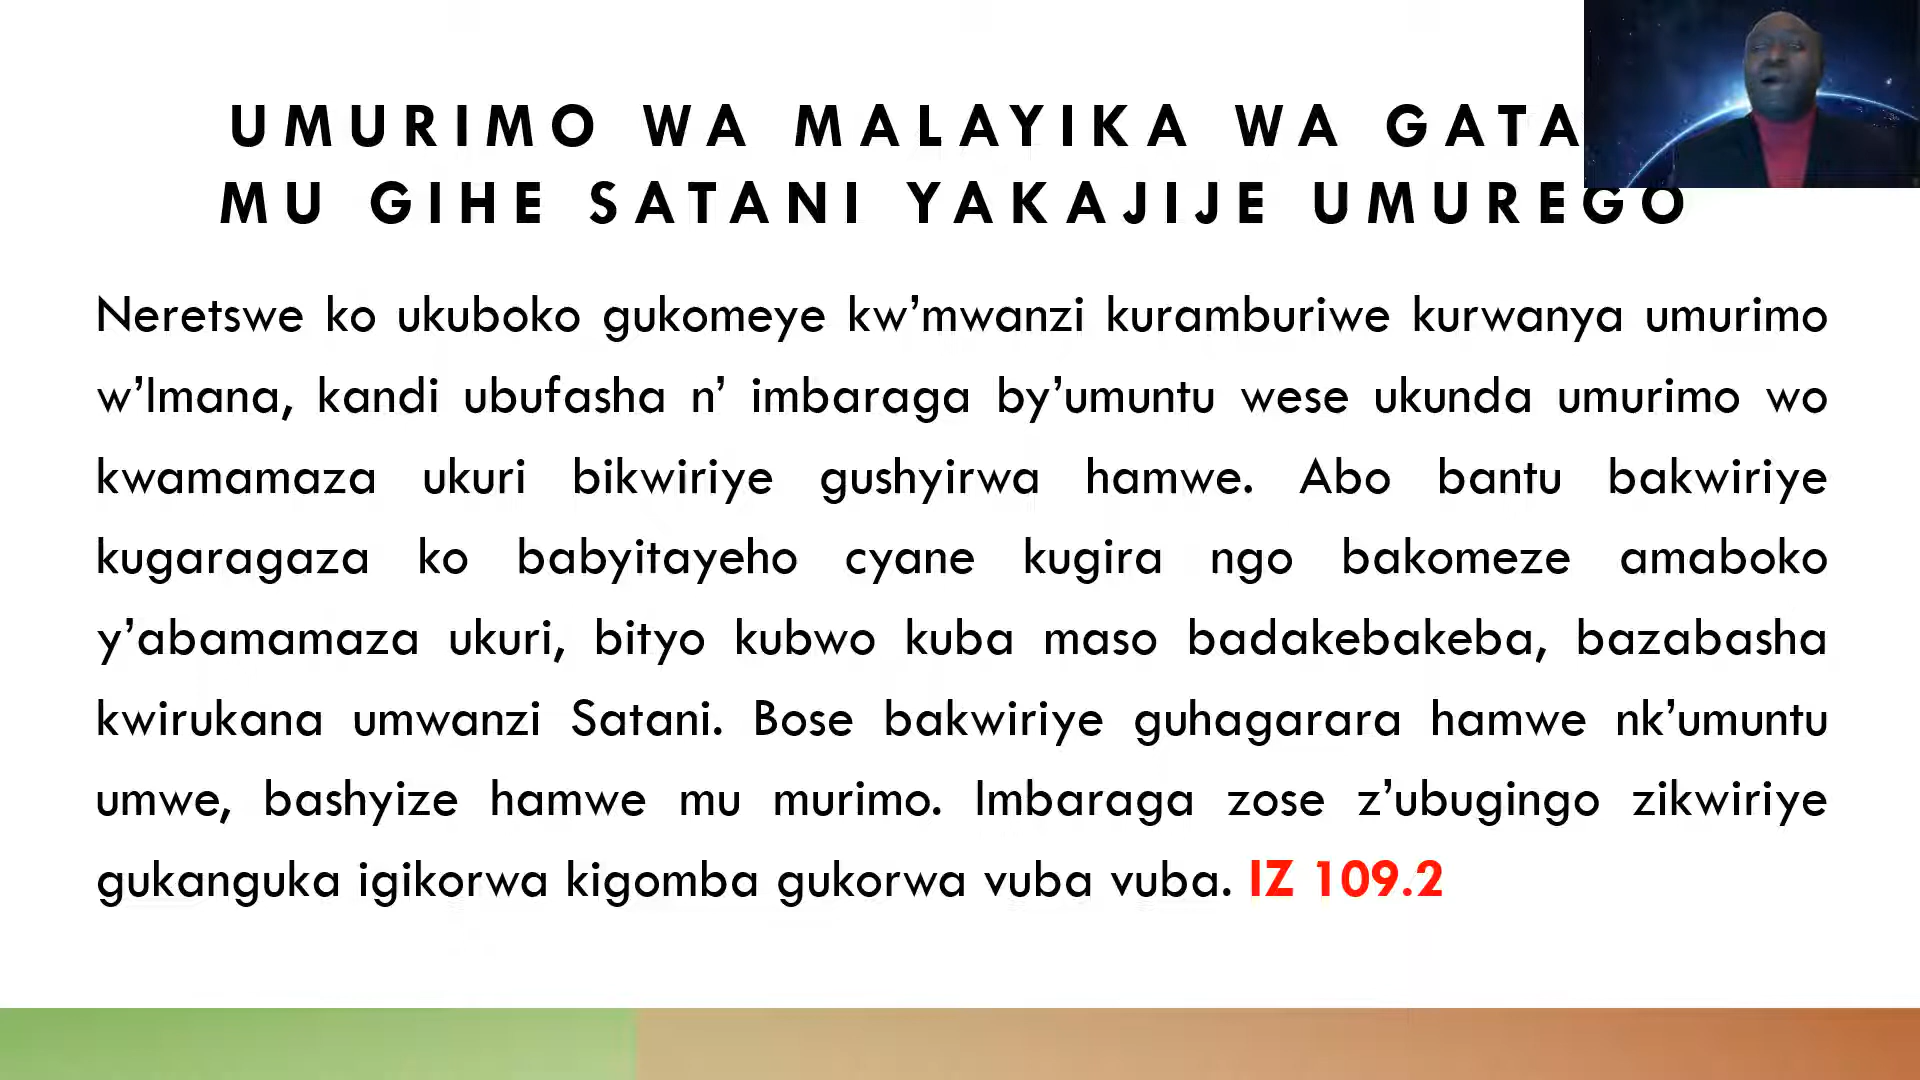 UMURIMO WA MALAYIKA WA
MU GIHE SATANI YAKAJIJE UMUREGO
Neretswe ko ukuboko gukomeye kw’mwanzi kuramburiwe kurwanya umurimo
w’Imana, kandi ubufasha n’ imbaraga by’umuntu wese ukunda umurimo wo
kwamamaza ukuri bikwiriye gushyirwa hamwe. Abo bantu bakwiriye
kugaragaza ko babyitayeho cyane kugira ngo bakomeze amaboko
y’abamamaza ukuri, bityo kubwo kuba maso badakebakeba, bazabasha
kwirukana umwanzi Satani. Bose bakwiriye guhagarara hamwe nk’umuntu
umwe, bashyize hamwe mu murimo. Imbaraga zose z’ubugingo zikwiriye
gukanguka igikorwa kigomba gukorwa vuba vuba. IZ 109.2